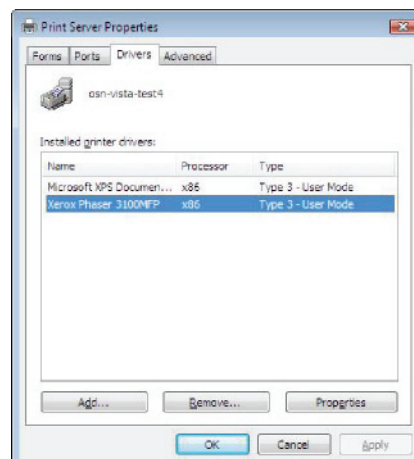 Print Server Properties
Forms Ports Drivers Advanced
osn-vista-test4
Installed printer drivers:
Name Processor Type
Microsoft XPS Documen... x86 Type 3 - User Mode
Xerox Phaser 3100MFP x86 Type 3 - User Mode
Add... Remove... Properties
OK Cancel Apply